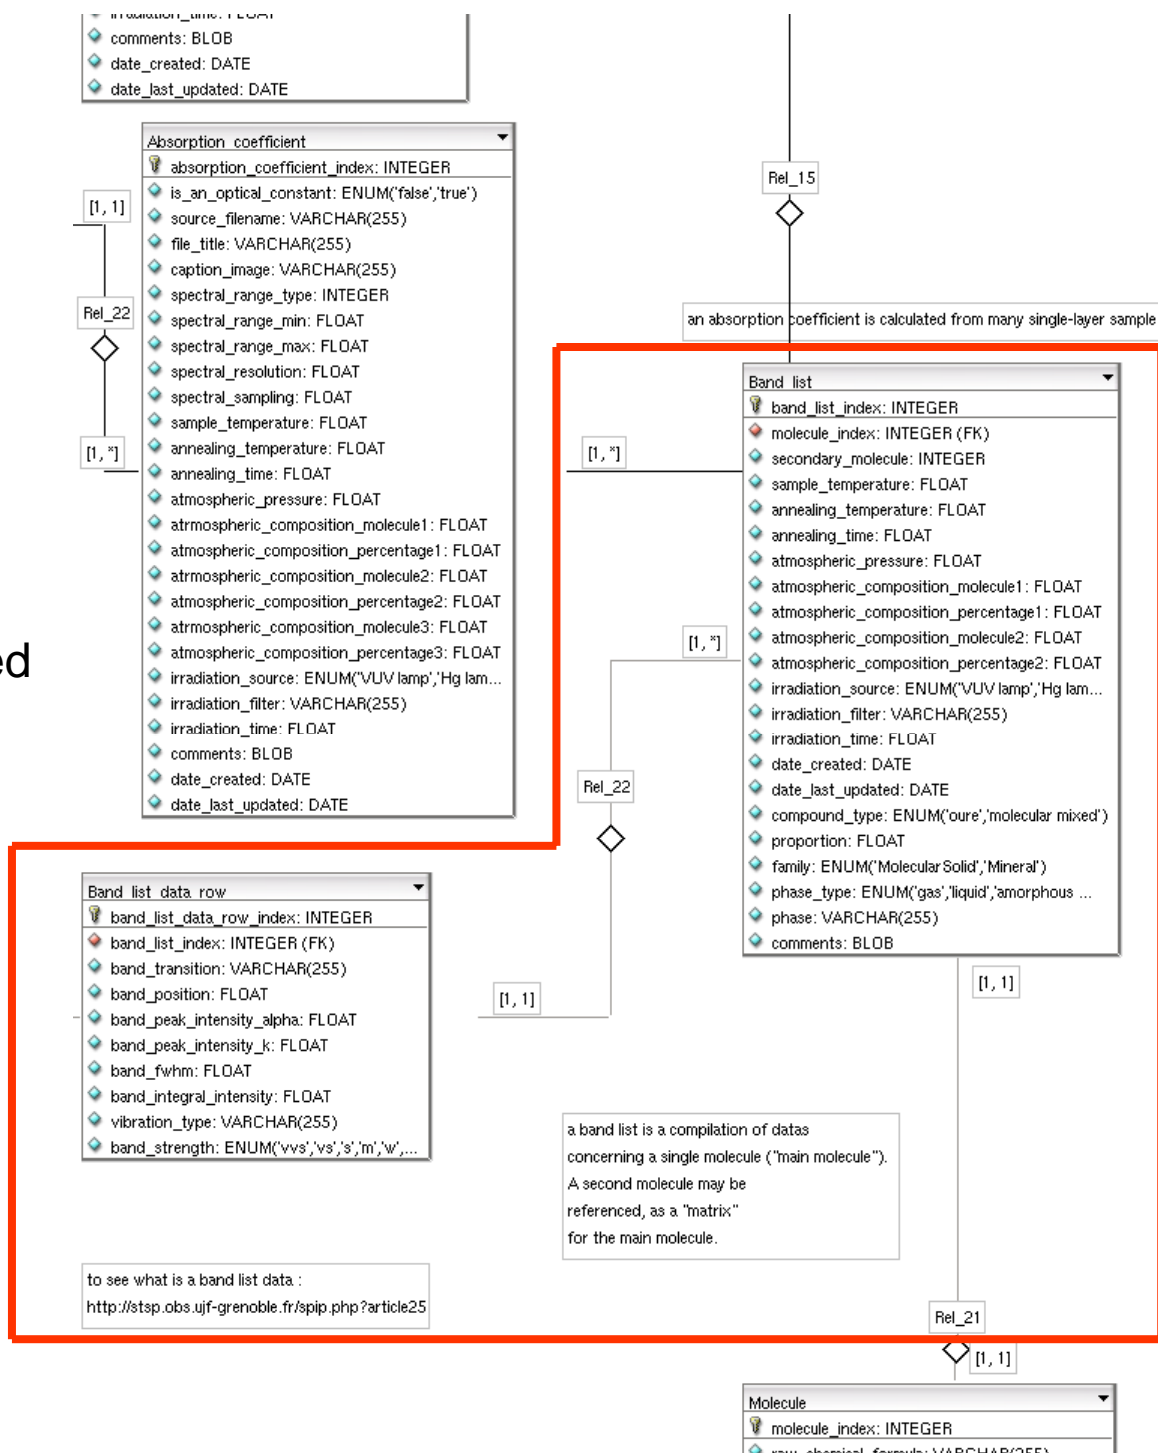 irradiation_time: FLOAT
comments: BLOB
date_created: DATE
date_last_updated: DATE
Absorption_coefficient
absorption_coefficient_index: INTEGER
is_an_optical_constant: ENUM('false','true')
source_filename: VARCHAR(255)
file_title: VARCHAR(255)
caption_image: VARCHAR(255)
spectral_range_type: INTEGER
spectral_range_min: FLOAT
spectral_range_max: FLOAT
spectral_resolution: FLOAT
spectral_sampling: FLOAT
sample_temperature: FLOAT
annealing_temperature: FLOAT
annealing_time: FLOAT
atmospheric_pressure: FLOAT
atrmospheric_composition_molecule1: FLOAT
atmospheric_composition_percentage1: FLOAT
atrmospheric_composition_molecule2: FLOAT
atmospheric_composition_percentage2: FLOAT
atrmospheric_composition_molecule3: FLOAT
atmospheric_composition_percentage3: FLOAT
irradiation_source: ENUM('VUV lamp','Hg lam...
irradiation_filter: VARCHAR(255)
irradiation_time: FLOAT
comments: BLOB
date_created: DATE
date_last_updated: DATE
[1, 1]
Rel_22
[1, *]
ed
Rel_15
an absorption coefficient is calculated from many single-layer sample
Band_list
band_list_index: INTEGER
molecule_index: INTEGER (FK)
secondary_molecule: INTEGER
sample_temperature: FLOAT
annealing_temperature: FLOAT
annealing_time: FLOAT
atmospheric_pressure: FLOAT
atmospheric_composition_molecule1: FLOAT
atmospheric_composition_percentage1: FLOAT
atmospheric_composition_molecule2: FLOAT
atmospheric_composition_percentage2: FLOAT
irradiation_source: ENUM('VUV lamp','Hg lam...
irradiation_filter: VARCHAR(255)
irradiation_time: FLOAT
date_created: DATE
date_last_updated: DATE
compound_type: ENUM('oure','molecular mixed')
proportion: FLOAT
family: ENUM('MolecularSolid','Mineral')
phase_type: ENUM('gas','liquid','amorphous ...
phase: VARCHAR(255)
comments: BLOB
[1, *]
[1, *]
Rel_22
[1, 1]
Band_list_data_row
band_list_data_row_index: INTEGER
band_list_index: INTEGER (FK)
band_transition: VARCHAR(255)
band_position: FLOAT
band_peak_intensity_alpha: FLOAT
band_peak_intensity_k: FLOAT
band_fwhm: FLOAT
band_integral_intensity: FLOAT
vibration_type: VARCHAR(255)
band_strength: ENUM('vvs','vs','s','m','w',...
[1, 1]
a band list is a compilation of datas
concerning a single molecule ("main molecule").
A second molecule may be
referenced, as a "matrix"
for the main molecule.
to see what is a band list data :
http://stsp.obs.ujf-grenoble.fr/spip.php?article25
Rel_21
[1, 1]
Molecule
molecule_index: INTEGER
raw_chemical_formula: VARCHAR(255)